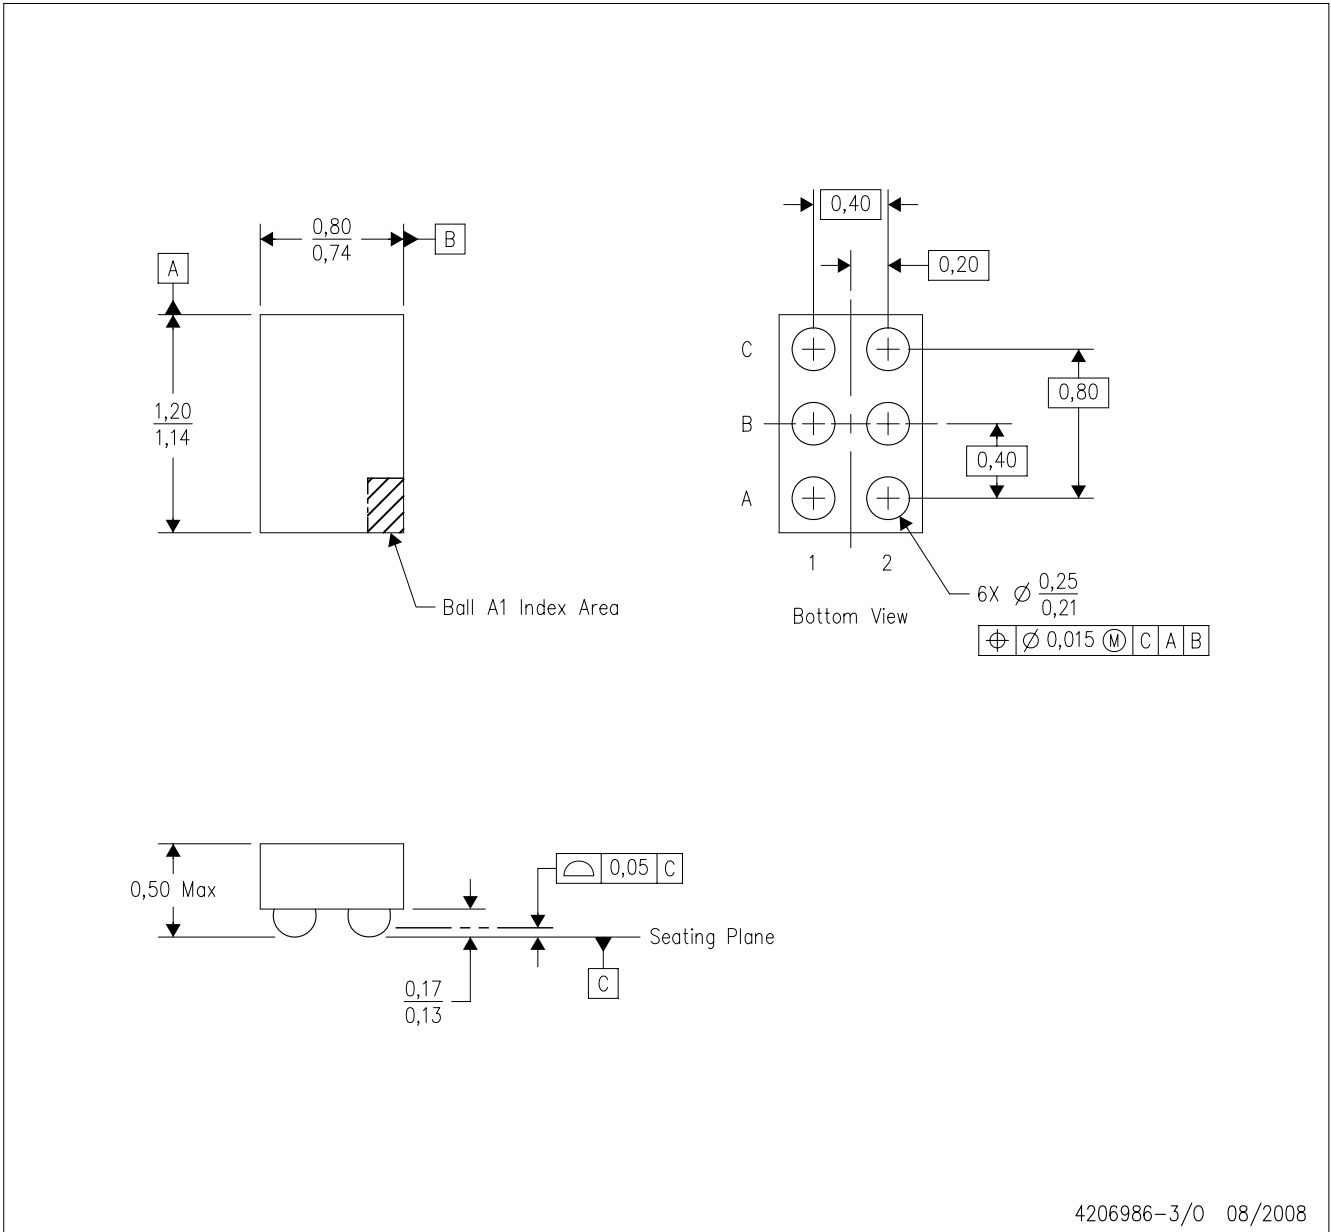 0,80
0,74
B
A
1,20
1,14
Ball A1 Index Area
0,40
0,20
C
B
A
0,80
0,40
1 2
Bottom View
6X Ø 0,25
0,21
⌖ Ø 0,015 Ⓜ C A B
0,50 Max
⌓ 0,05 C
Seating Plane
C
0,17
0,13
4206986-3/O 08/2008